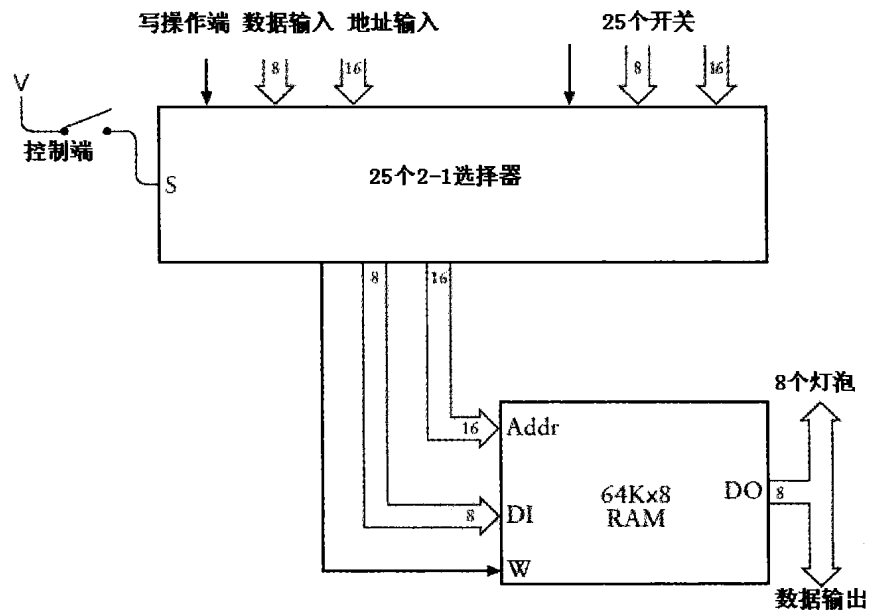 写操作端 数据输入 地址输入
25个开关
8
16
8
16
V
控制端
S
25个2-1选择器
8
16
8个灯泡
16
Addr
64K×8
RAM
DO
8
8
DI
W
数据输出